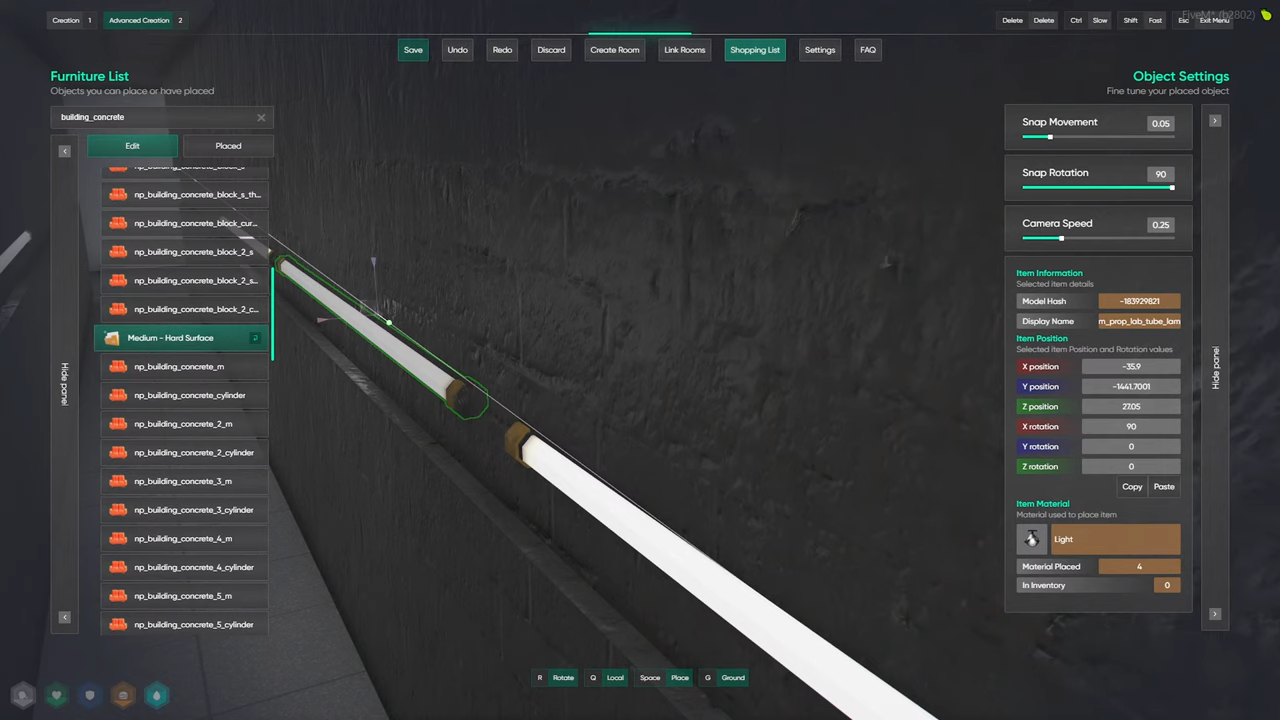 Creation 1
Advanced Creation 2
Delete Delete
Ctrl Slow
Shift Fast
Esc Exit Menu
FiveM* (b2802)
Save
Undo
Redo
Discard
Create Room
Link Rooms
Shopping List
Settings
FAQ
Furniture List
Objects you can place or have placed
building_concrete
Edit
Placed
Hide panel
np_building_concrete_block_s_th...
np_building_concrete_block_cur...
np_building_concrete_block_2_s
np_building_concrete_block_2_s...
np_building_concrete_block_2_c...
Medium - Hard Surface
np_building_concrete_m
np_building_concrete_cylinder
np_building_concrete_2_m
np_building_concrete_2_cylinder
np_building_concrete_3_m
np_building_concrete_3_cylinder
np_building_concrete_4_m
np_building_concrete_4_cylinder
np_building_concrete_5_m
np_building_concrete_5_cylinder
Object Settings
Fine tune your placed object
Snap Movement 0.05
Snap Rotation 90
Camera Speed 0.25
Item Information
Selected item details
Model Hash -183929821
Display Name m_prop_lab_tube_lam
Item Position
Selected item Position and Rotation values
X position -35.9
Y position -1441.7001
Z position 27.05
X rotation 90
Y rotation 0
Z rotation 0
Copy Paste
Item Material
Material used to place item
Light
Material Placed 4
In Inventory 0
Hide panel
R Rotate
Q Local
Space Place
G Ground